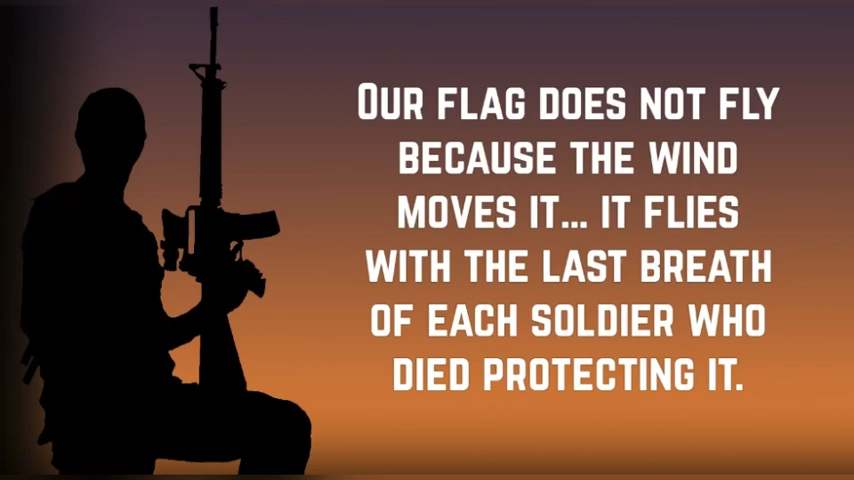 OUR FLAG DOES NOT FLY
BECAUSE THE WIND
MOVES IT... IT FLIES
WITH THE LAST BREATH
OF EACH SOLDIER WHO
DIED PROTECTING IT.